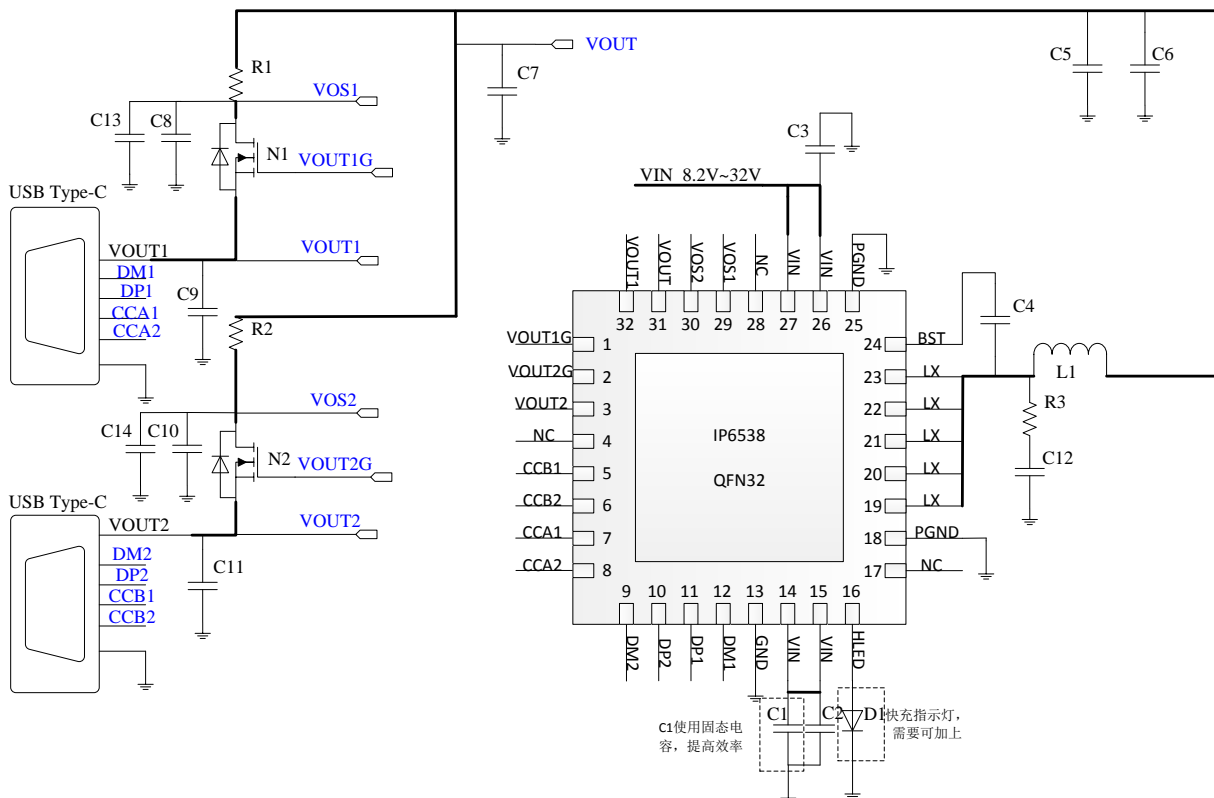 VOUT
C5
C6
R1
C7
VOS1
C13
C8
C3
N1
VOUT1G
VIN 8.2V~32V
USB Type-C
VOUT1
VOUT1
DM1
DP1
CCA1
CCA2
C9
R2
VOUT1
VOUT
VOS2
VOS1
NC
VIN
VIN
PGND
32
31
30
29
28
27
26
25
C4
VOUT1G
1
24
BST
VOUT2G
2
23
LX
L1
VOUT2
3
22
LX
R3
NC
4
IP6538
21
LX
CCB1
5
QFN32
20
LX
C12
CCB2
6
19
LX
CCA1
7
18
PGND
CCA2
8
17
NC
9
10
11
12
13
14
15
16
DM2
DP2
DP1
DM1
GND
VIN
VIN
HLED
VOS2
C14
C10
N2
VOUT2G
USB Type-C
VOUT2
VOUT2
DM2
DP2
CCB1
CCB2
C11
C1使用固态电
容，提高效率
C1
C2
D1
快充指示灯，
需要可加上